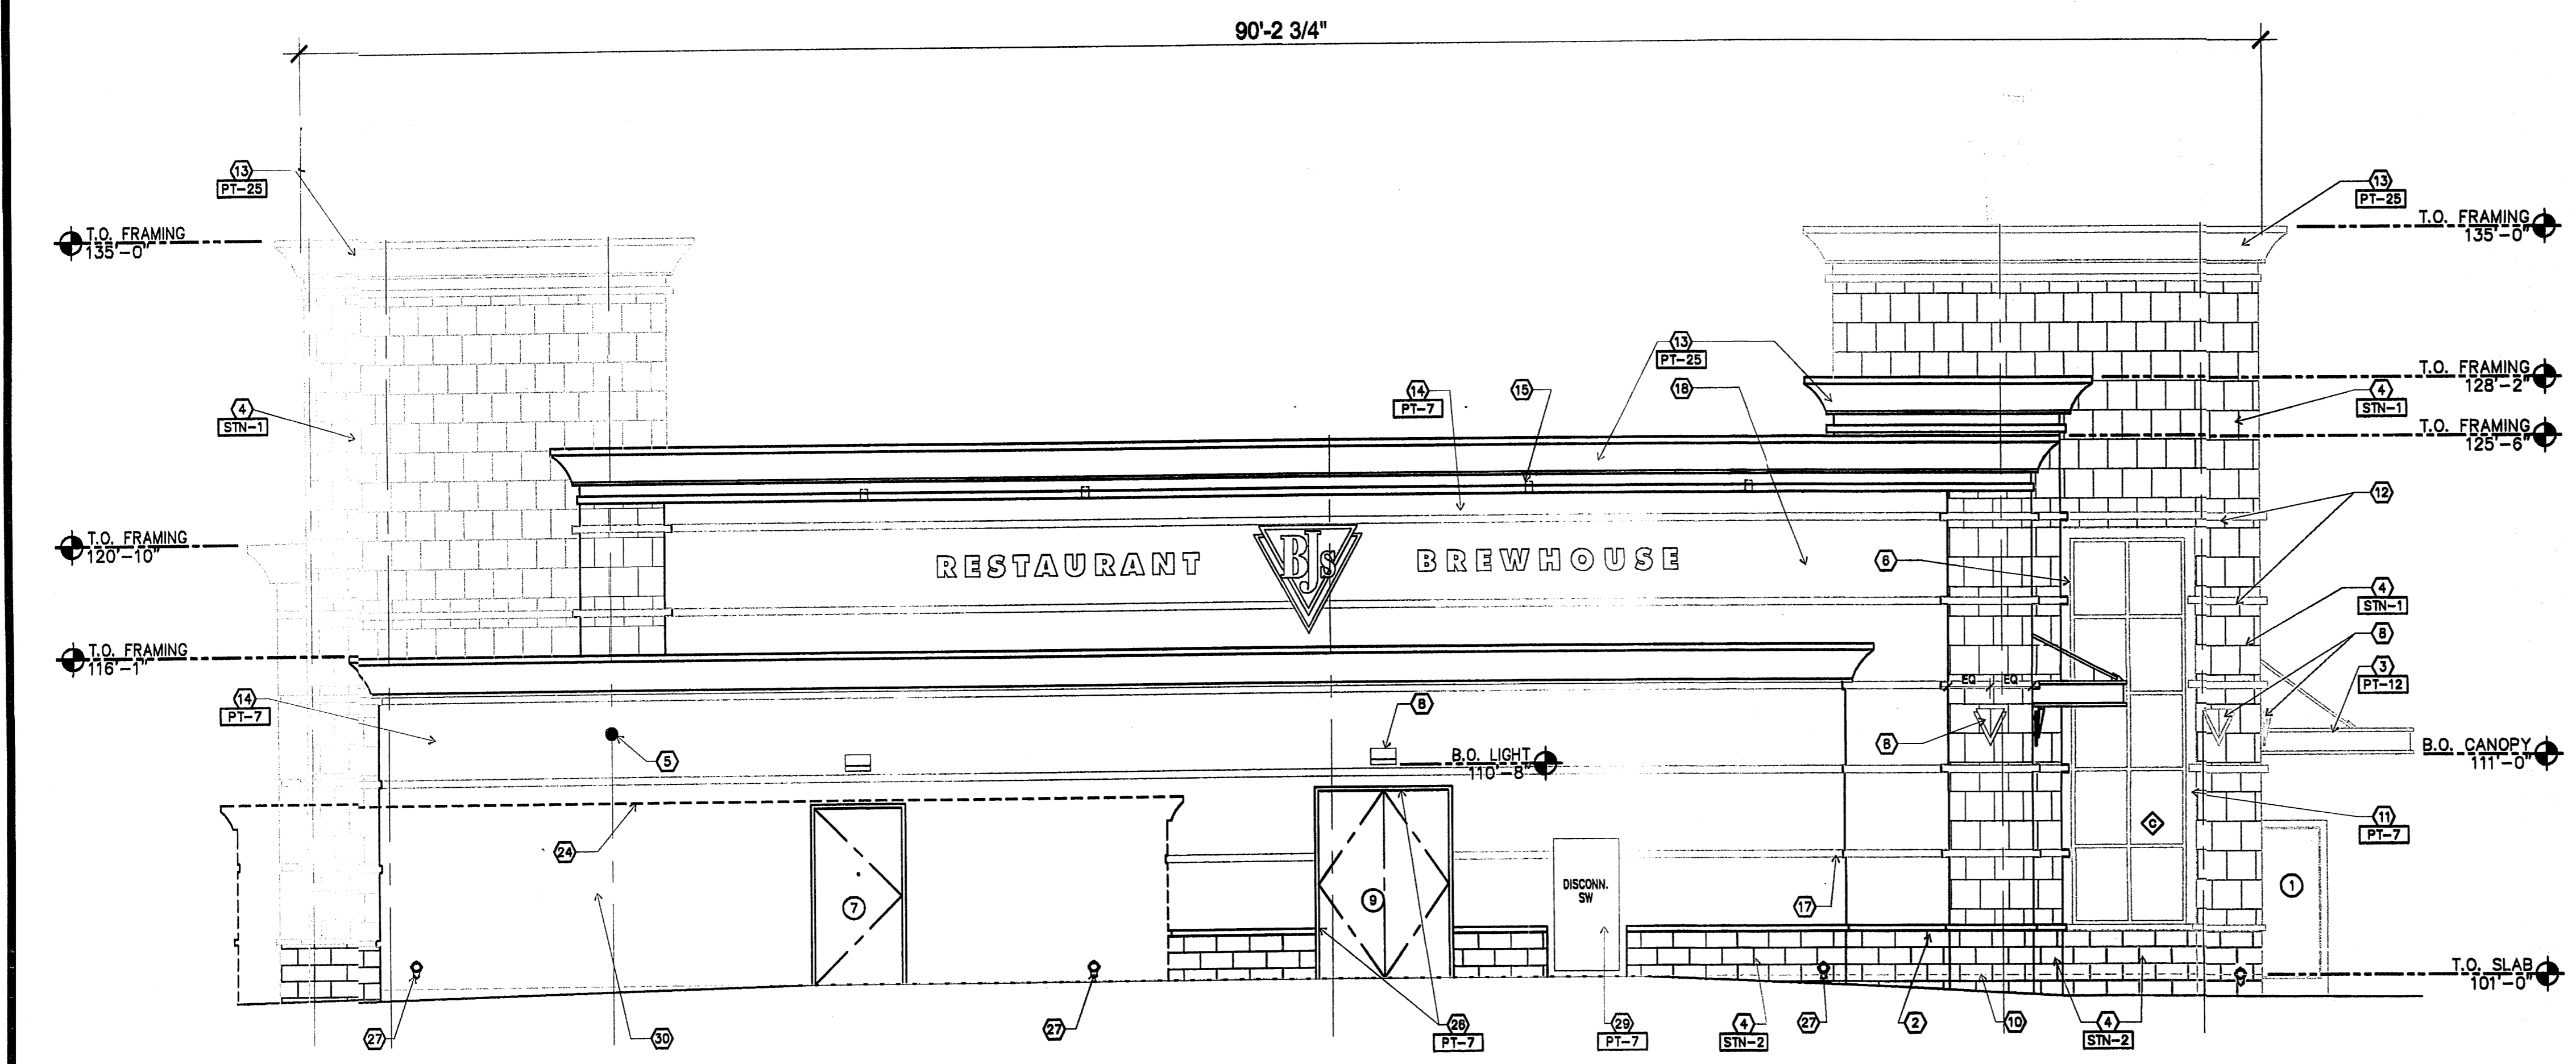 90'-2 3/4"
13
PT-25
13
PT-25
T.O. FRAMING
135'-0"
T.O. FRAMING
135'-0"
13
PT-25
T.O. FRAMING
128'-2"
14
PT-7
15
18
4
STN-1
4
STN-1
T.O. FRAMING
125'-6"
12
T.O. FRAMING
120'-10"
RESTAURANT BJs BREWHOUSE
6
4
STN-1
8
T.O. FRAMING
116'-1"
3
PT-12
EQ EQ
14
PT-7
8
8
5
B.O. LIGHT
110'-8"
B.O. CANOPY
111'-0"
11
PT-7
C
24
DISCONN.
SW
1
7
9
17
T.O. SLAB
101'-0"
27
30
27
28
PT-7
29
PT-7
4
STN-2
27
2
10
4
STN-2